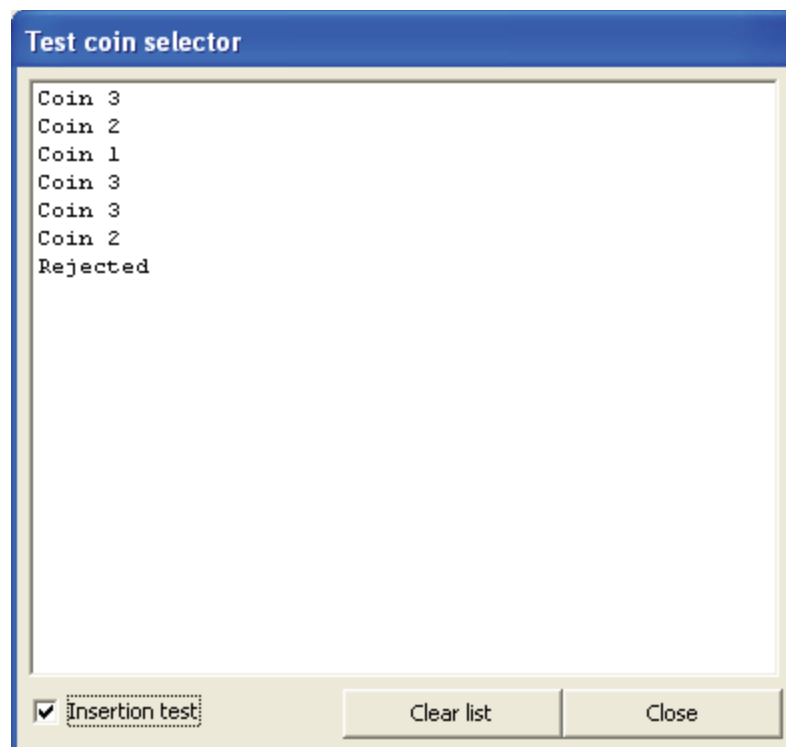 Test coin selector
Coin 3
Coin 2
Coin 1
Coin 3
Coin 3
Coin 2
Rejected
Insertion test
Clear list
Close